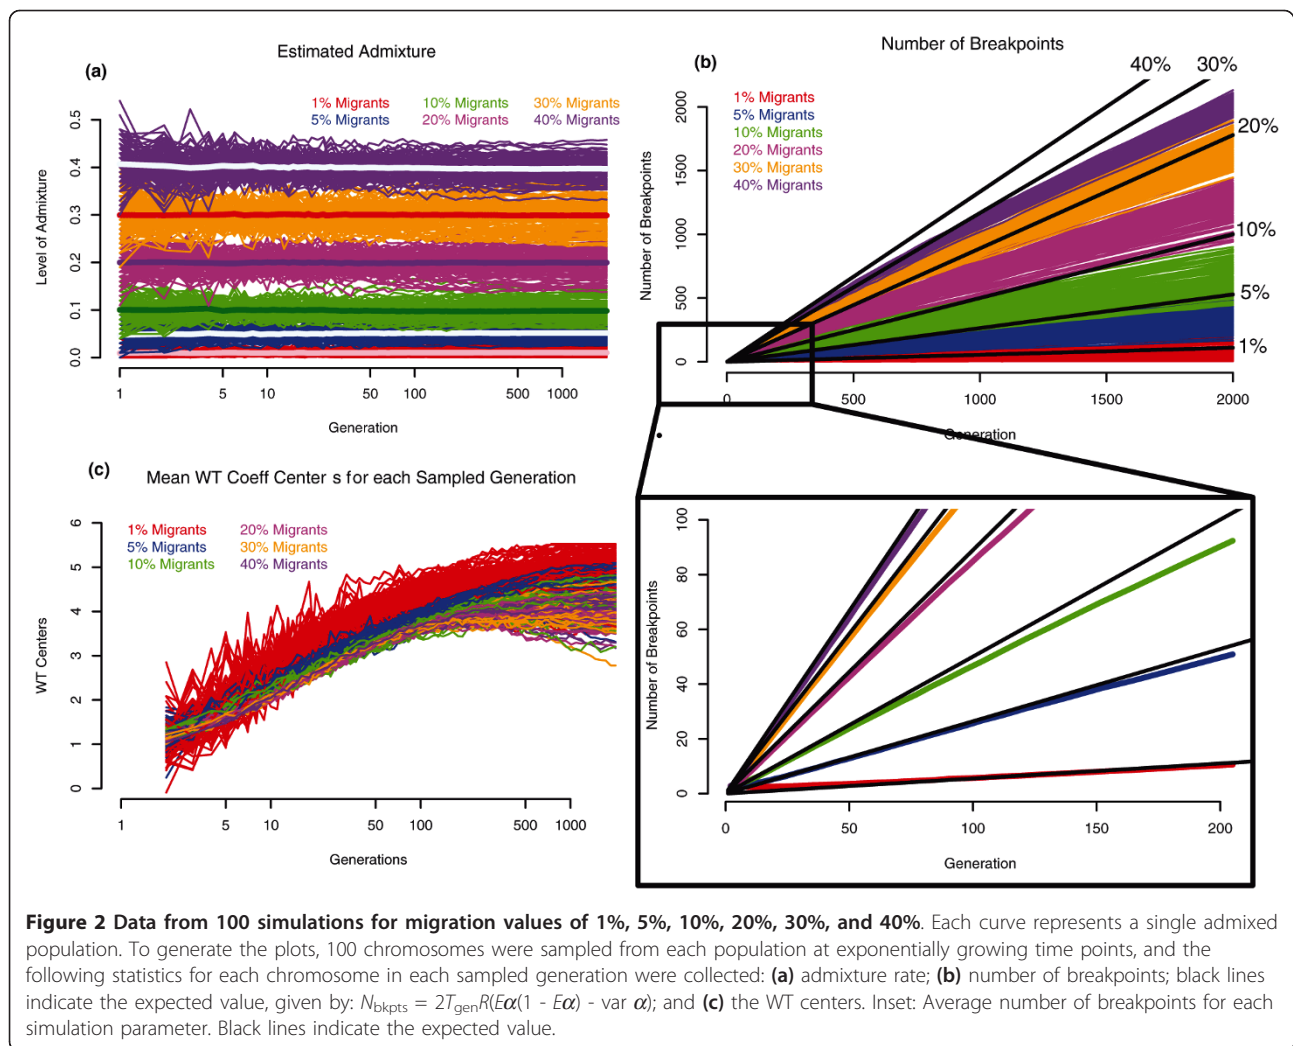 Estimated Admixture
(a)
1% Migrants 10% Migrants 30% Migrants
5% Migrants 20% Migrants 40% Migrants
Level of Admixture
0.5
0.4
0.3
0.2
0.1
0.0
1 5 10 50 100 500 1000
Generation
Number of Breakpoints
(b)
40% 30%
1% Migrants
5% Migrants
10% Migrants
20% Migrants
30% Migrants
40% Migrants
20%
10%
5%
1%
Number of Breakpoints
2000
1500
1000
500
0
0 500 1000 1500 2000
Generation
(c)
Mean WT Coeff Center s for each Sampled Generation
1% Migrants 20% Migrants
5% Migrants 30% Migrants
10% Migrants 40% Migrants
WT Centers
6
5
4
3
2
1
0
1 5 10 50 100 500 1000
Generations
Number of Breakpoints
100
80
60
40
20
0
0 50 100 150 200
Generation
Figure 2 Data from 100 simulations for migration values of 1%, 5%, 10%, 20%, 30%, and 40%. Each curve represents a single admixed
population. To generate the plots, 100 chromosomes were sampled from each population at exponentially growing time points, and the
following statistics for each chromosome in each sampled generation were collected: (a) admixture rate; (b) number of breakpoints; black lines
indicate the expected value, given by: N_bkpts = 2T_gen R(Eα(1 - Eα) - var α); and (c) the WT centers. Inset: Average number of breakpoints for each
simulation parameter. Black lines indicate the expected value.